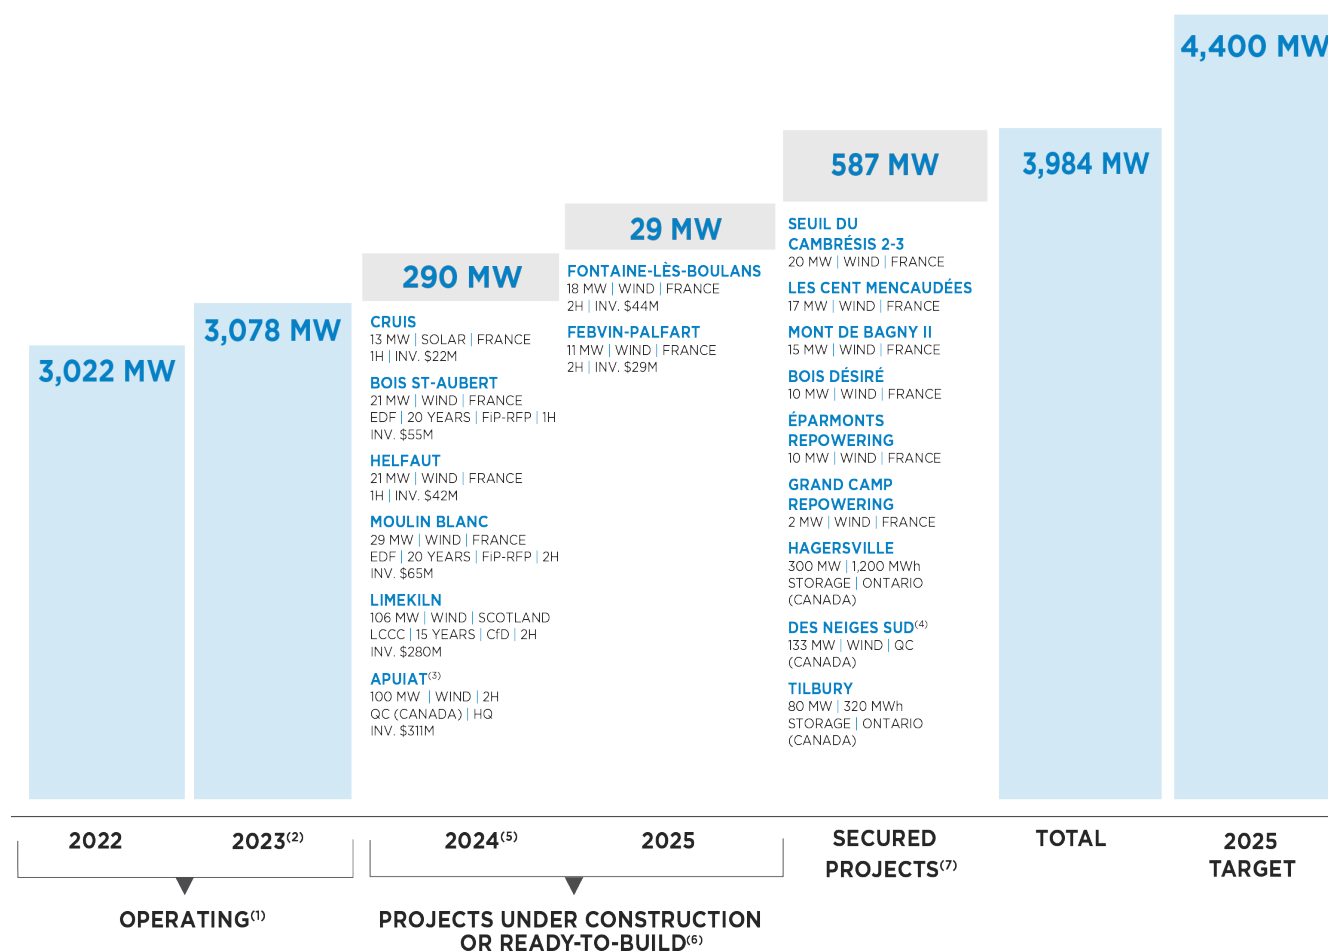 4,400 MW
587 MW
3,984 MW
29 MW
290 MW
3,078 MW
3,022 MW
CRUIS
13 MW | SOLAR | FRANCE
1H | INV. $22M
BOIS ST-AUBERT
21 MW | WIND | FRANCE
EDF | 20 YEARS | FiP-RFP | 1H
INV. $55M
HELFAUT
21 MW | WIND | FRANCE
1H | INV. $42M
MOULIN BLANC
29 MW | WIND | FRANCE
EDF | 20 YEARS | FiP-RFP | 2H
INV. $65M
LIMEKILN
106 MW | WIND | SCOTLAND
LCCC | 15 YEARS | CfD | 2H
INV. $280M
APUIAT(3)
100 MW | WIND | 2H
QC (CANADA) | HQ
INV. $311M
FONTAINE-LÈS-BOULANS
18 MW | WIND | FRANCE
2H | INV. $44M
FEBVIN-PALFART
11 MW | WIND | FRANCE
2H | INV. $29M
SEUIL DU
CAMBRÉSIS 2-3
20 MW | WIND | FRANCE
LES CENT MENCAUDÉES
17 MW | WIND | FRANCE
MONT DE BAGNY II
15 MW | WIND | FRANCE
BOIS DÉSIRÉ
10 MW | WIND | FRANCE
ÉPARMONTS
REPOWERING
10 MW | WIND | FRANCE
GRAND CAMP
REPOWERING
2 MW | WIND | FRANCE
HAGERSVILLE
300 MW | 1,200 MWh
STORAGE | ONTARIO
(CANADA)
DES NEIGES SUD(4)
133 MW | WIND | QC
(CANADA)
TILBURY
80 MW | 320 MWh
STORAGE | ONTARIO
(CANADA)
2022
2023(2)
2024(5)
2025
SECURED
PROJECTS(7)
TOTAL
2025
TARGET
OPERATING(1)
PROJECTS UNDER CONSTRUCTION
OR READY-TO-BUILD(6)